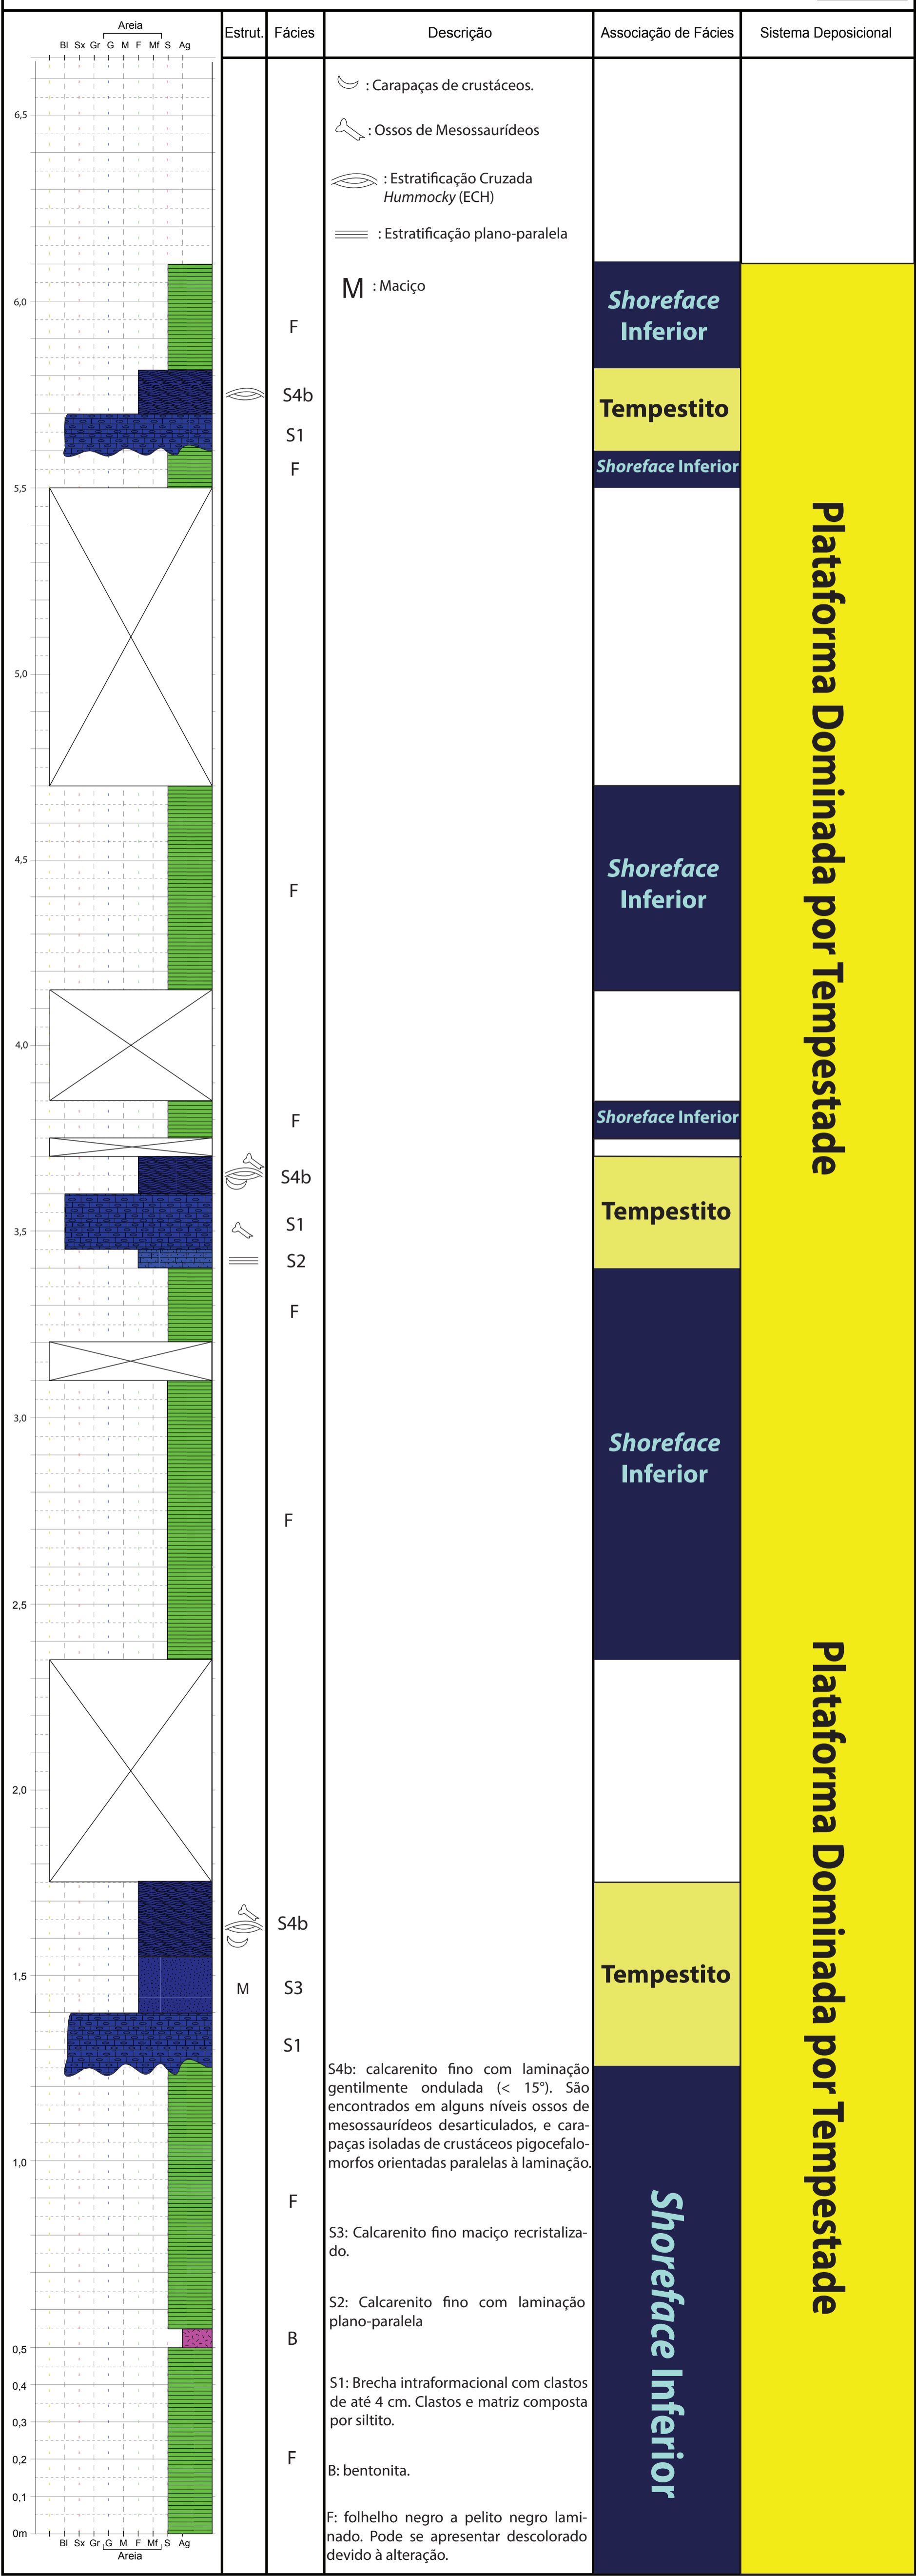 Areia
Bl Sx Gr G M F Mf S Ag
Estrut.
Fácies
Descrição
Associação de Fácies
Sistema Deposicional
: Carapaças de crustáceos.
: Ossos de Mesossaurídeos
: Estratificação Cruzada
Hummocky (ECH)
: Estratificação plano-paralela
M : Maciço
6,5
6,0
5,5
5,0
4,5
4,0
3,5
3,0
2,5
2,0
1,5
1,0
0,5
0,4
0,3
0,2
0,1
0m
Bl Sx Gr G M F Mf S Ag
Areia
F
S4b
S1
F
F
F
S4b
S1
S2
F
F
S4b
M
S3
S1
F
B
F
S4b: calcarenito fino com laminação
gentilmente ondulada (< 15°). São
encontrados em alguns níveis ossos de
mesossaurídeos desarticulados, e cara-
paças isoladas de crustáceos pigocefalo-
morfos orientadas paralelas à laminação.
S3: Calcarenito fino maciço recristaliza-
do.
S2: Calcarenito fino com laminação
plano-paralela
S1: Brecha intraformacional com clastos
de até 4 cm. Clastos e matriz composta
por siltito.
B: bentonita.
F: folhelho negro a pelito negro lami-
nado. Pode se apresentar descolorado
devido à alteração.
Shoreface
Inferior
Tempestito
Shoreface Inferior
Shoreface
Inferior
Shoreface Inferior
Tempestito
Shoreface
Inferior
Tempestito
Shoreface Inferior
Plataforma Dominada por Tempestade
Plataforma Dominada por Tempestade